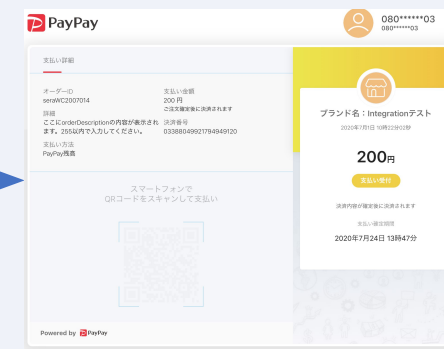 PayPay
080******03
080******03
支払い詳細
オーダーID
seraWC2007014
支払い金額
200 円
ご注文確定後に決済されます
詳細
ここにorderDescriptionの内容が表示され
ます。255以内で入力してください。
決済番号
03388049921794949120
支払い方法
PayPay残高
スマートフォンで
QRコードをスキャンして支払い
Powered by PayPay
ブランド名：Integrationテスト
2020年7月1日 10時22分02秒
200円
支払い受付
決済内容が確定後に決済されます
支払い確定期限
2020年7月24日 13時47分